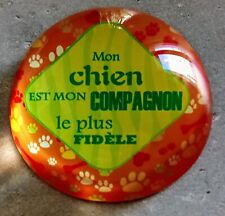 Mon
chien
EST MON COMPAGNON
le plus
FIDÈLE